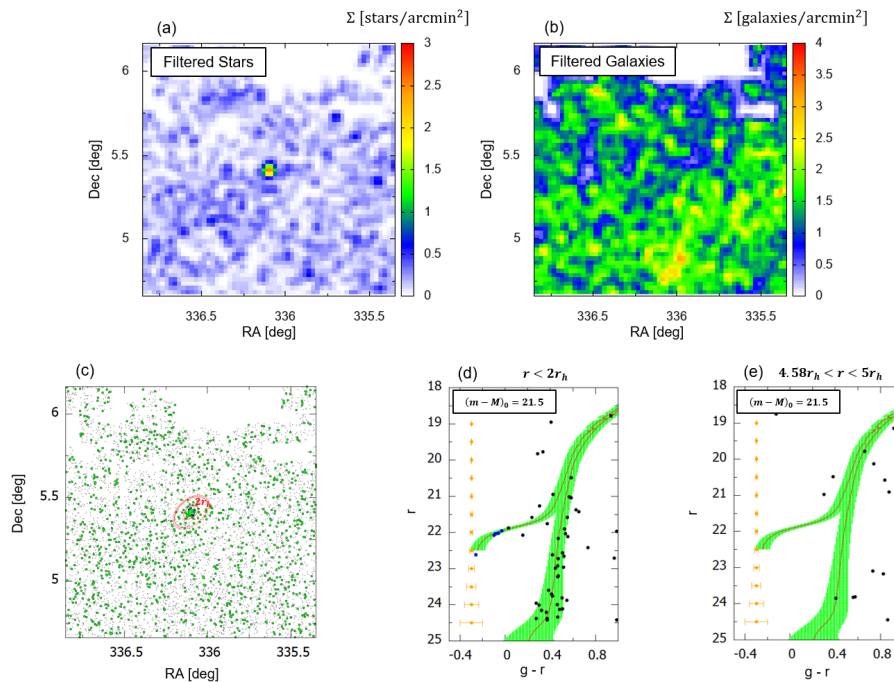 (a)
Σ [stars/arcmin²]
Filtered Stars
6
5.5
5
Dec [deg]
336.5
336
335.5
RA [deg]
3
2.5
2
1.5
1
0.5
0
(b)
Σ [galaxies/arcmin²]
Filtered Galaxies
6
5.5
5
Dec [deg]
336.5
336
335.5
RA [deg]
4
3.5
3
2.5
2
1.5
1
0.5
0
(c)
6
5.5
5
Dec [deg]
336.5
336
335.5
RA [deg]
2rₕ
(d)
r < 2rₕ
(m − M)₀ = 21.5
18
19
20
21
22
23
24
25
r
-0.4
0
0.4
0.8
g - r
(e)
4.58rₕ < r < 5rₕ
(m − M)₀ = 21.5
18
19
20
21
22
23
24
25
r
-0.4
0
0.4
0.8
g - r